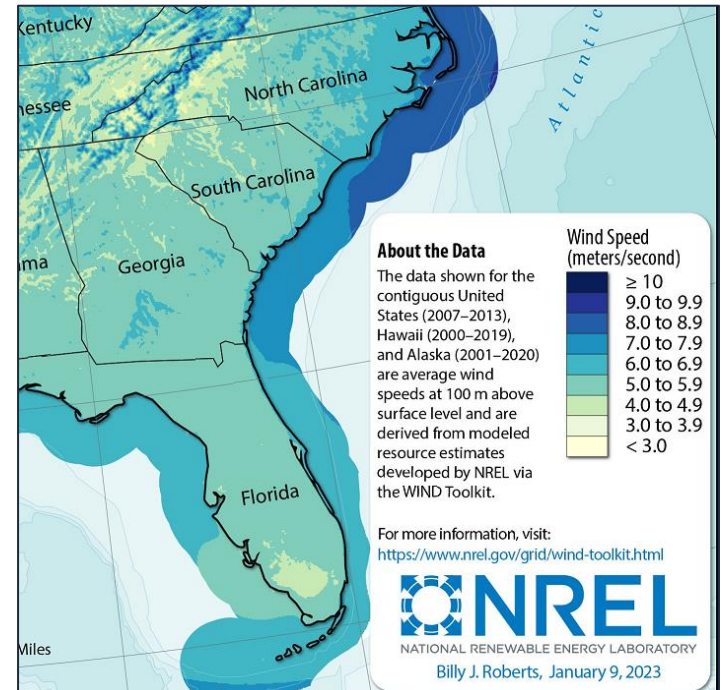 Kentucky
nessee
North Carolina
South Carolina
ma
Georgia
Florida
Atlantic
Miles
About the Data
The data shown for the
contiguous United
States (2007–2013),
Hawaii (2000–2019),
and Alaska (2001–2020)
are average wind
speeds at 100 m above
surface level and are
derived from modeled
resource estimates
developed by NREL via
the WIND Toolkit.
Wind Speed
(meters/second)
≥ 10
9.0 to 9.9
8.0 to 8.9
7.0 to 7.9
6.0 to 6.9
5.0 to 5.9
4.0 to 4.9
3.0 to 3.9
< 3.0
For more information, visit:
https://www.nrel.gov/grid/wind-toolkit.html
NREL
NATIONAL RENEWABLE ENERGY LABORATORY
Billy J. Roberts, January 9, 2023